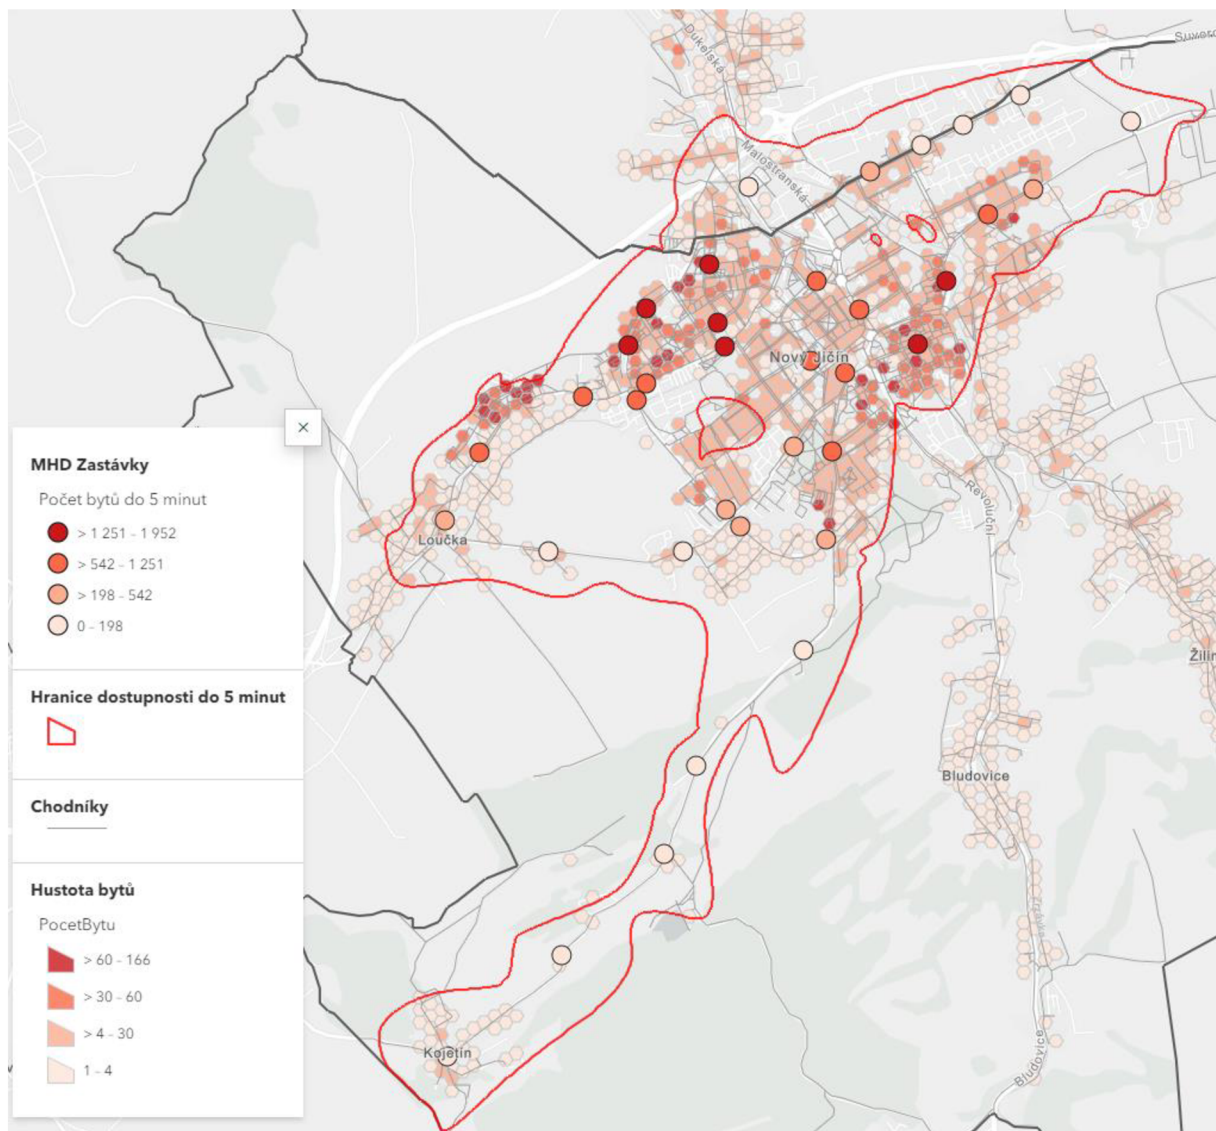 Suvoro
Dukelská
Malostranská
Nový Jičín
×
MHD Zastávky
Počet bytů do 5 minut
> 1 251 - 1 952
> 542 - 1 251
> 198 - 542
0 - 198
Revoluční
Loučka
Žilin
Hranice dostupnosti do 5 minut
Bludovice
Chodníky
Hustota bytů
PocetBytu
> 60 - 166
> 30 - 60
> 4 - 30
1 - 4
Kojetín
Bludovice